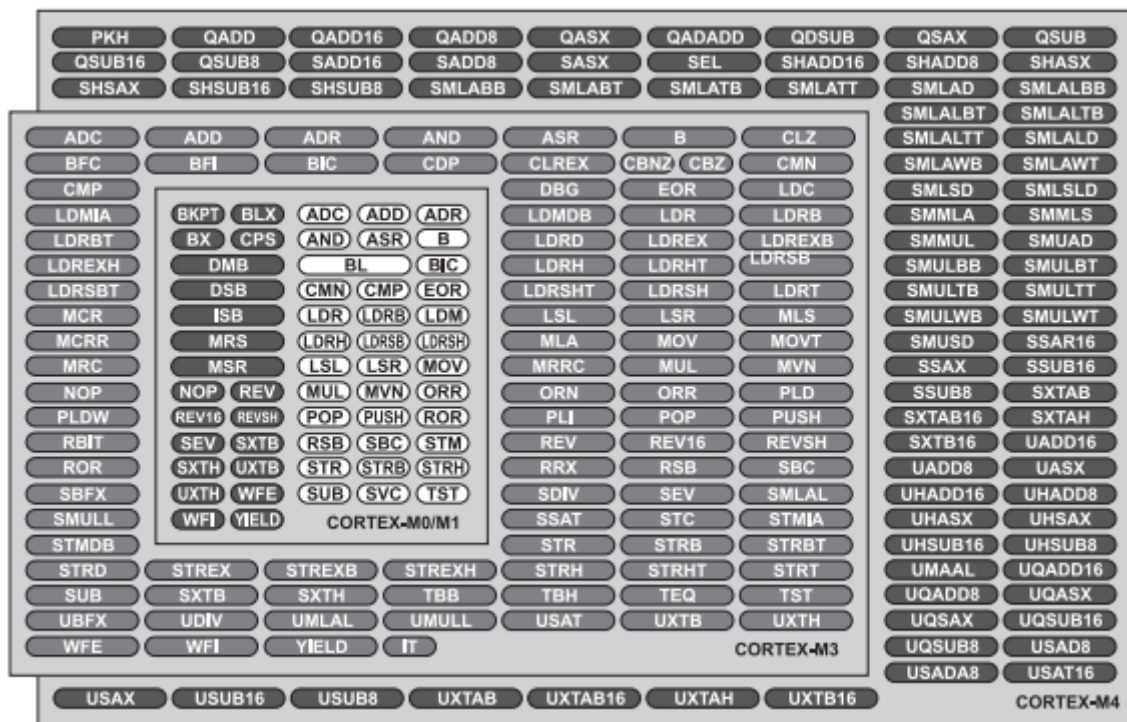 PKH QADD QADD16 QADD8 QASX QADADD QDSUB QSAX QSUB
QSUB16 QSUB8 SADD16 SADD8 SASX SEL SHADD16 SHADD8 SHASX
SHSAX SHSUB16 SHSUB8 SMLABB SMLABT SMLATB SMLATT SMLAD SMLALBB
SMLALBT SMLALTB
ADC ADD ADR AND ASR B CLZ SMLALTT SMLALD
BFC BFI BIC CDP CLREX CBNZ CBZ CMN SMLAWB SMLAWT
CMP DBG EOR LDC SMLSD SMLSLD
LDMIA BKPT BLX ADC ADD ADR LDMDB LDR LDRB SMMLA SMMLS
LDRBT BX CPS AND ASR B LDRD LDREX LDREXB SMMUL SMUAD
LDREXH DMB BL BIC LDRH LDRHT LDRSB SMULBB SMULBT
LDRSBT DSB CMN CMP EOR LDRSHT LDRSH LDRT SMULTB SMULTT
MCR ISB LDR LDRB LDM LSL LSR MLS SMULWB SMULWT
MCRR MRS LDRH LDRSB LDRSH MLA MOV MOVT SMUSD SSAR16
MRC MSR LSL LSR MOV MRRC MUL MVN SSAX SSUB16
NOP NOP REV MUL MVN ORR ORN ORR PLD SSUB8 SXTAB
PLDW REV16 REVSH POP PUSH ROR PLI POP PUSH SXTAB16 SXTAH
RBIT SEV SXTB RSB SBC STM REV REV16 REVSH SXTB16 UADD16
ROR SXTH UXTB STR STRB STRH RRX RSB SBC UADD8 UASX
SBFX UXTH WFE SUB SVC TST SDIV SEV SMLAL UHADD16 UHADD8
SMULL WFI YIELD CORTEX-M0/M1 SSAT STC STMIA UHASX UHSAX
STMDB STR STRB STRBT UHSUB16 UHSUB8
STRD STREX STREXB STREXH STRH STRHT STRT UMAAL UQADD16
SUB SXTB SXTH TBB TBH TEQ TST UQADD8 UQASX
UBFX UDIV UMLAL UMULL USAT UXTB UXTH UQSAX UQSUB16
WFE WFI YIELD IT CORTEX-M3 UQSUB8 USAD8
USADA8 USAT16
USAX USUB16 USUB8 UXTAB UXTAB16 UXTAH UXTB16 CORTEX-M4